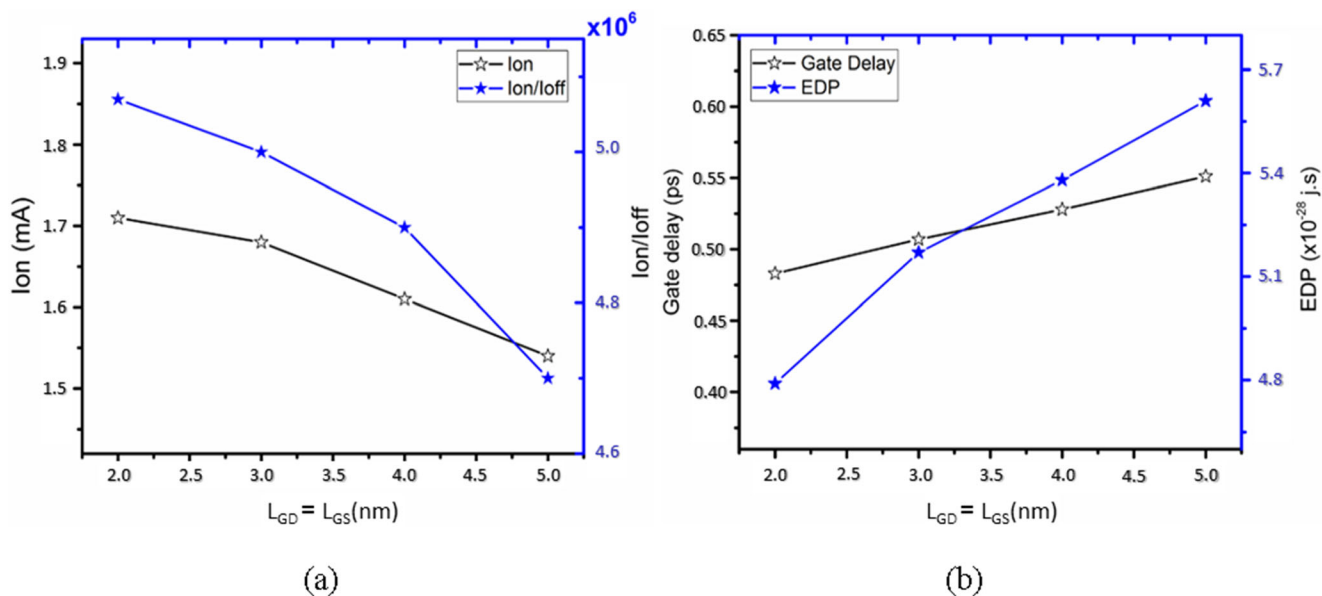 x10⁶
1.9
1.8
1.7
1.6
1.5
Ion (mA)
Ion
Ion/Ioff
5.0
4.8
4.6
Ion/Ioff
2.0 2.5 3.0 3.5 4.0 4.5 5.0
L_GD = L_GS(nm)
(a)
0.65
0.60
0.55
0.50
0.45
0.40
Gate delay (ps)
Gate Delay
EDP
5.7
5.4
5.1
4.8
EDP (x10⁻²⁸ j.s)
2.0 2.5 3.0 3.5 4.0 4.5 5.0
L_GD = L_GS(nm)
(b)